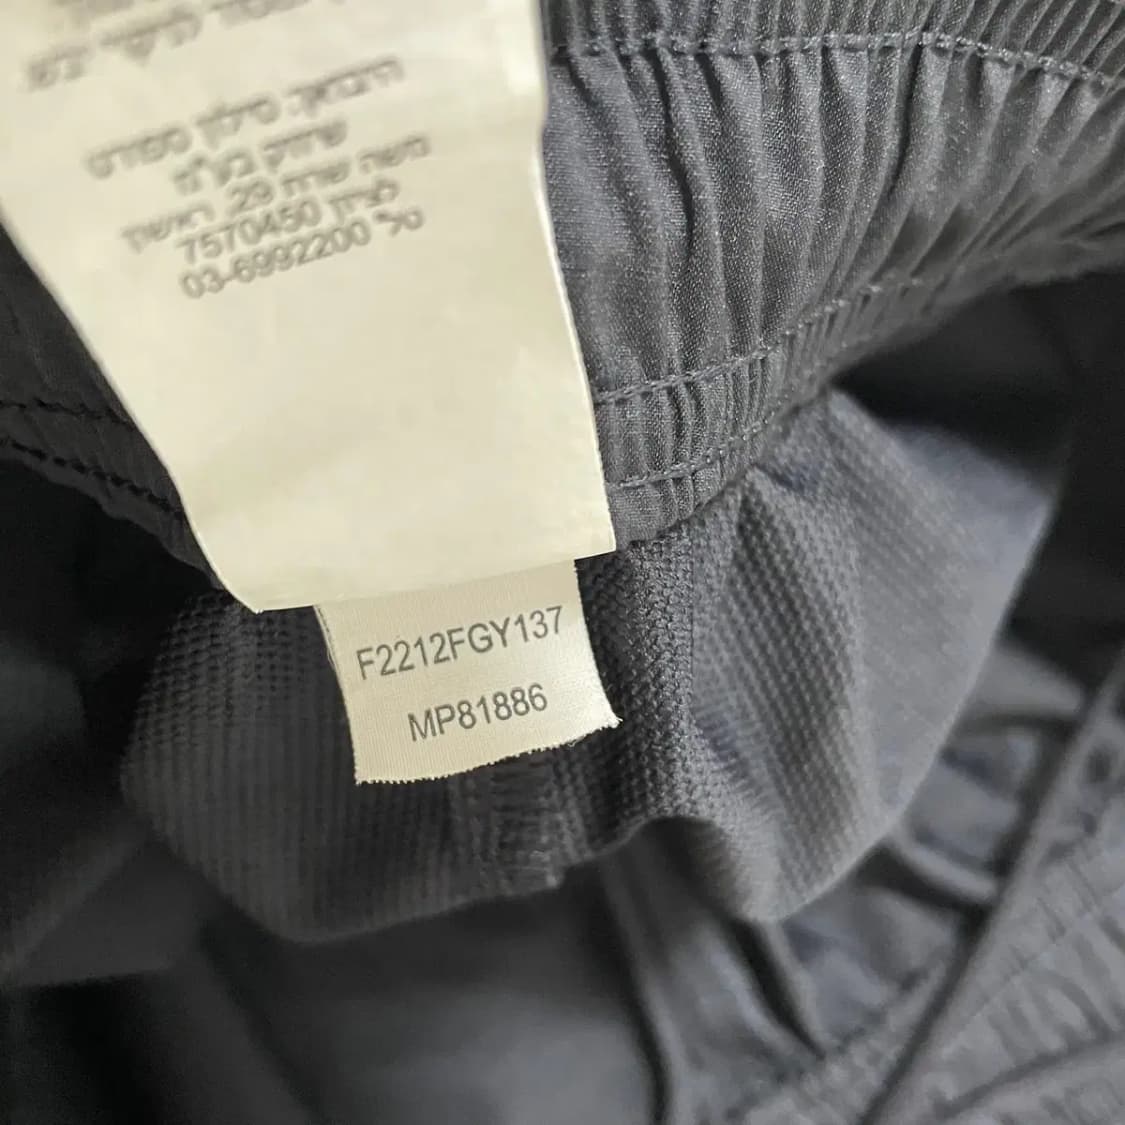 היבואן: סילון ספורט
שיווק בע"מ
משה שרת 29, ראשון
לציון 7570450
טל' 03-6992200
F2212FGY137
MP81886